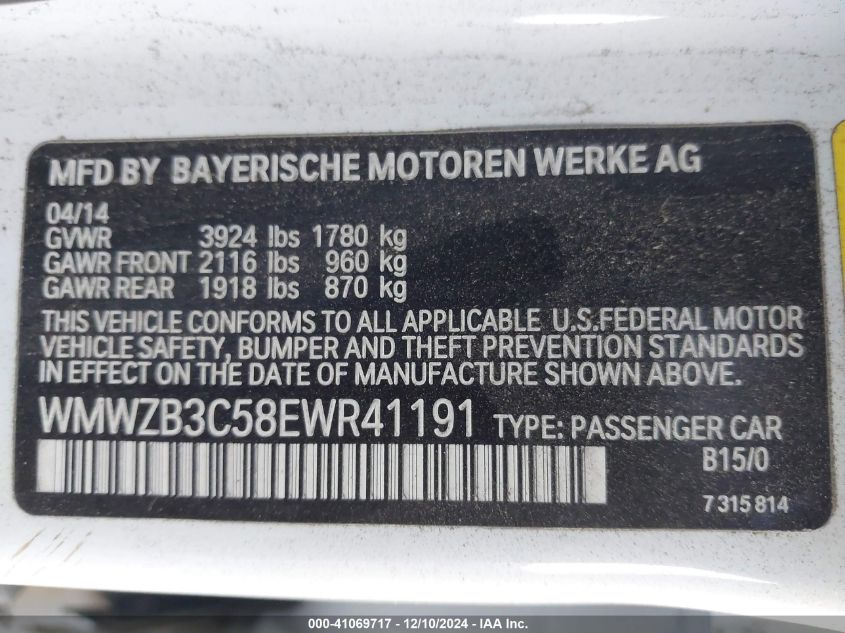 MFD BY BAYERISCHE MOTOREN WERKE AG
04/14
GVWR 3924 lbs 1780 kg
GAWR FRONT 2116 lbs 960 kg
GAWR REAR 1918 lbs 870 kg
THIS VEHICLE CONFORMS TO ALL APPLICABLE U.S.FEDERAL MOTOR
VEHICLE SAFETY, BUMPER AND THEFT PREVENTION STANDARDS
IN EFFECT ON THE DATE OF MANUFACTURE SHOWN ABOVE.
WMWZB3C58EWR41191 TYPE: PASSENGER CAR
B15/0
7 315 814
000-41069717 - 12/10/2024 - IAA Inc.